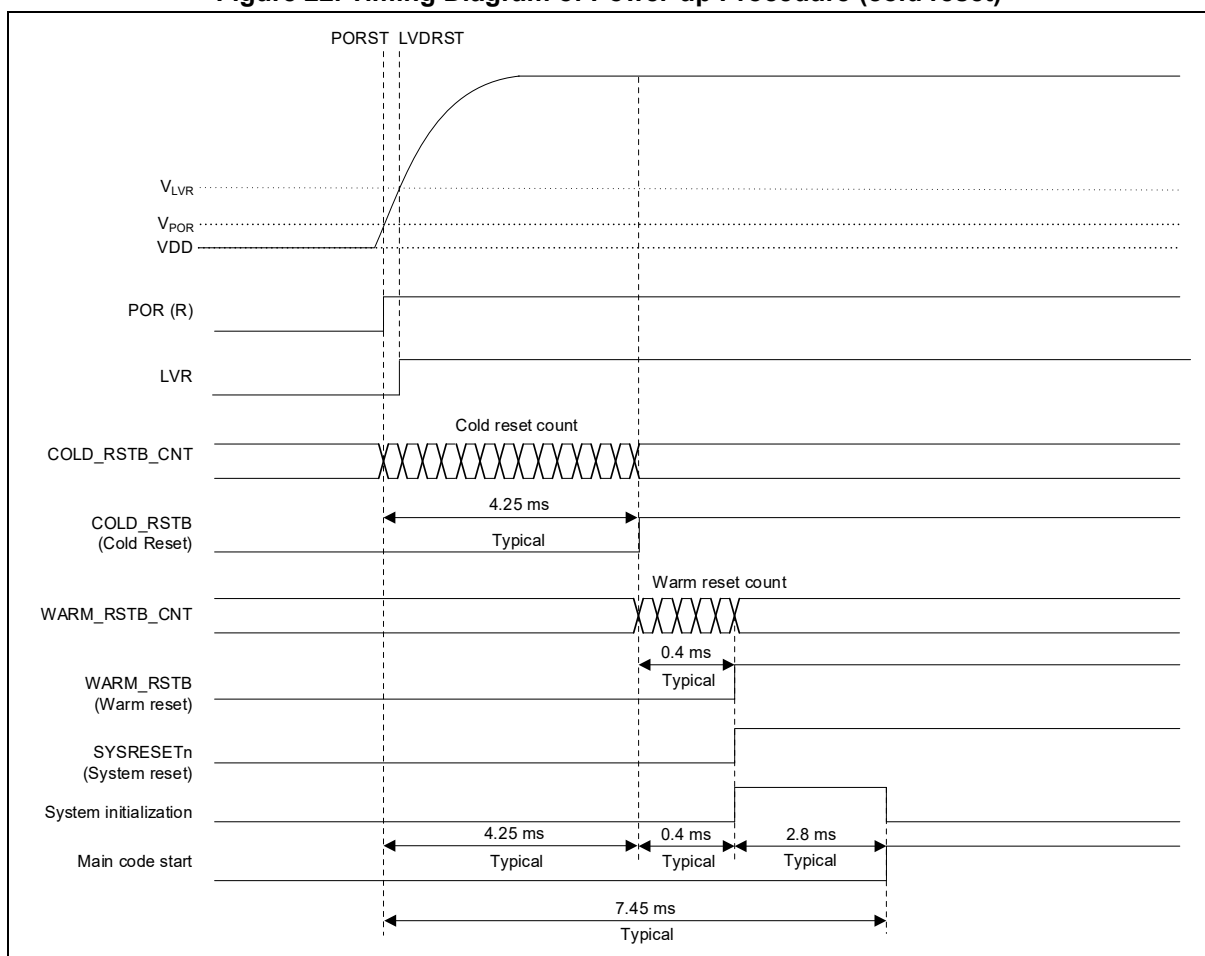 Figure 22. Timing Diagram of Power-up Procedure (cold reset)
PORST LVDRST
VLVR
VPOR
VDD
POR (R)
LVR
Cold reset count
COLD_RSTB_CNT
4.25 ms
COLD_RSTB
(Cold Reset)
Typical
Warm reset count
WARM_RSTB_CNT
0.4 ms
WARM_RSTB
(Warm reset)
Typical
SYSRESETn
(System reset)
System initialization
4.25 ms 0.4 ms 2.8 ms
Main code start
Typical Typical Typical
7.45 ms
Typical